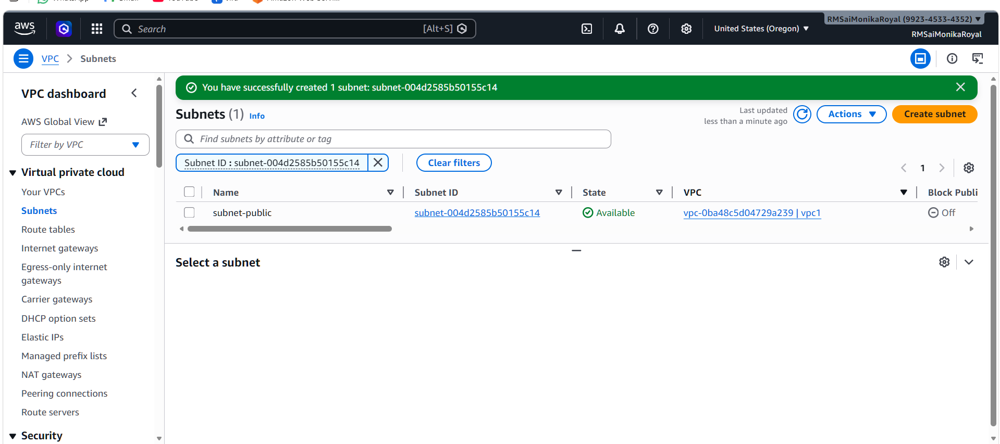 WhatsApp
YouTube
aws
Search
[Alt+S]
United States (Oregon)
RMSaiMonikaRoyal (9923-4533-4352)
RMSaiMonikaRoyal
VPC
Subnets
VPC dashboard
AWS Global View
Filter by VPC
Virtual private cloud
Your VPCs
Subnets
Route tables
Internet gateways
Egress-only internet
gateways
Carrier gateways
DHCP option sets
Elastic IPs
Managed prefix lists
NAT gateways
Peering connections
Route servers
Security
You have successfully created 1 subnet: subnet-004d2585b50155c14
Subnets (1) Info
Last updated
less than a minute ago
Actions
Create subnet
Find subnets by attribute or tag
Subnet ID : subnet-004d2585b50155c14
Clear filters
1
Name Subnet ID State VPC Block Publi
subnet-public subnet-004d2585b50155c14 Available vpc-0ba48c5d04729a239 | vpc1 Off
Select a subnet